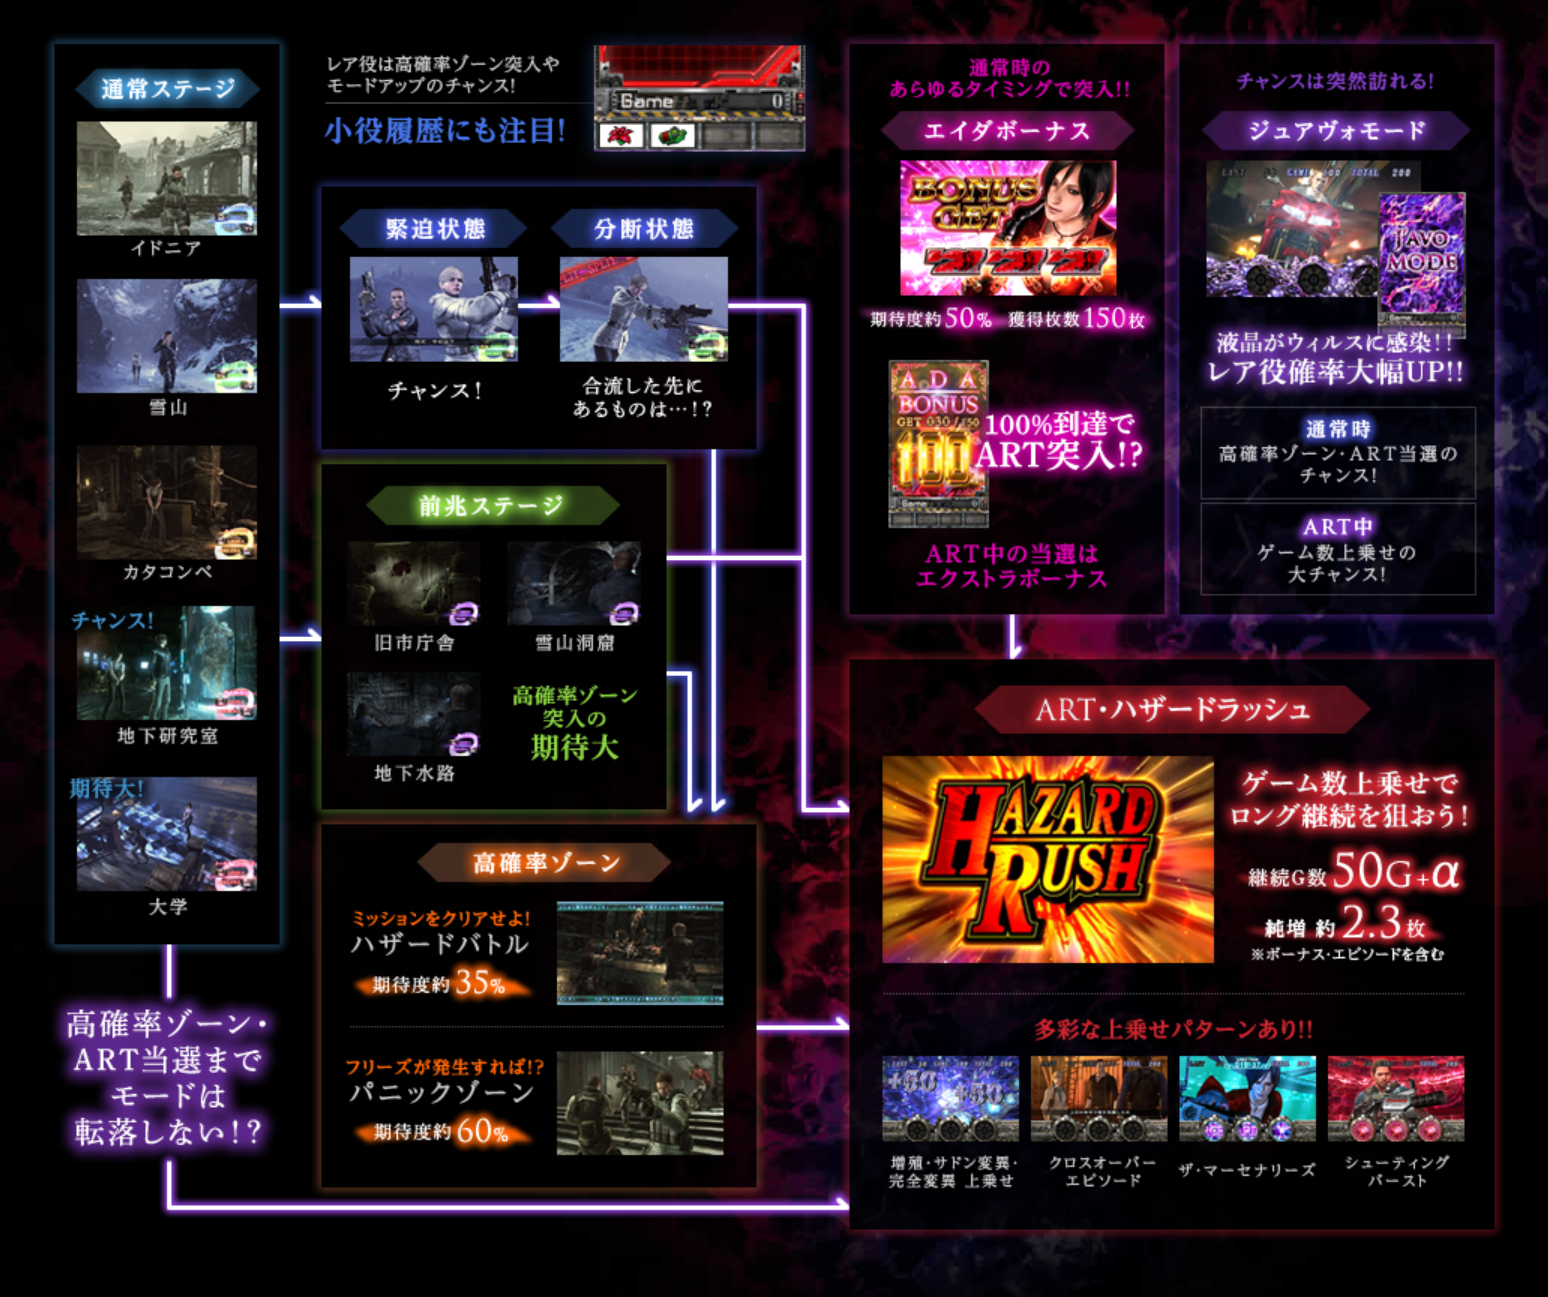 通常ステージ
イドニア
雪山
カタコンベ
チャンス!
地下研究室
期待大!
大学
高確率ゾーン・
ART当選まで
モードは
転落しない!?
レア役は高確率ゾーン突入や
モードアップのチャンス!
小役履歴にも注目!
Game 0
緊迫状態
チャンス!
分断状態
合流した先に
あるものは…!?
前兆ステージ
旧市庁舎
雪山洞窟
地下水路
高確率ゾーン
突入の
期待大
高確率ゾーン
ミッションをクリアせよ!
ハザードバトル
期待度約35%
フリーズが発生すれば!?
パニックゾーン
期待度約60%
通常時の
あらゆるタイミングで突入!!
エイダボーナス
BONUS
GET
777
期待度約50% 獲得枚数150枚
ADA
BONUS
GET 030/150
100
Game 0
100%到達で
ART突入!?
ART中の当選は
エクストラボーナス
チャンスは突然訪れる!
ジュアヴォモード
J'AVO
MODE
液晶がウィルスに感染!!
レア役確率大幅UP!!
通常時
高確率ゾーン・ART当選の
チャンス!
ART中
ゲーム数上乗せの
大チャンス!
ART・ハザードラッシュ
HAZARD
RUSH
ゲーム数上乗せで
ロング継続を狙おう!
継続G数50G+α
純増 約2.3枚
※ボーナス・エピソードを含む
多彩な上乗せパターンあり!!
+50 +50
増殖・サドン変異・
完全変異 上乗せ
クロスオーバー
エピソード
ザ・マーセナリーズ
シューティング
バースト